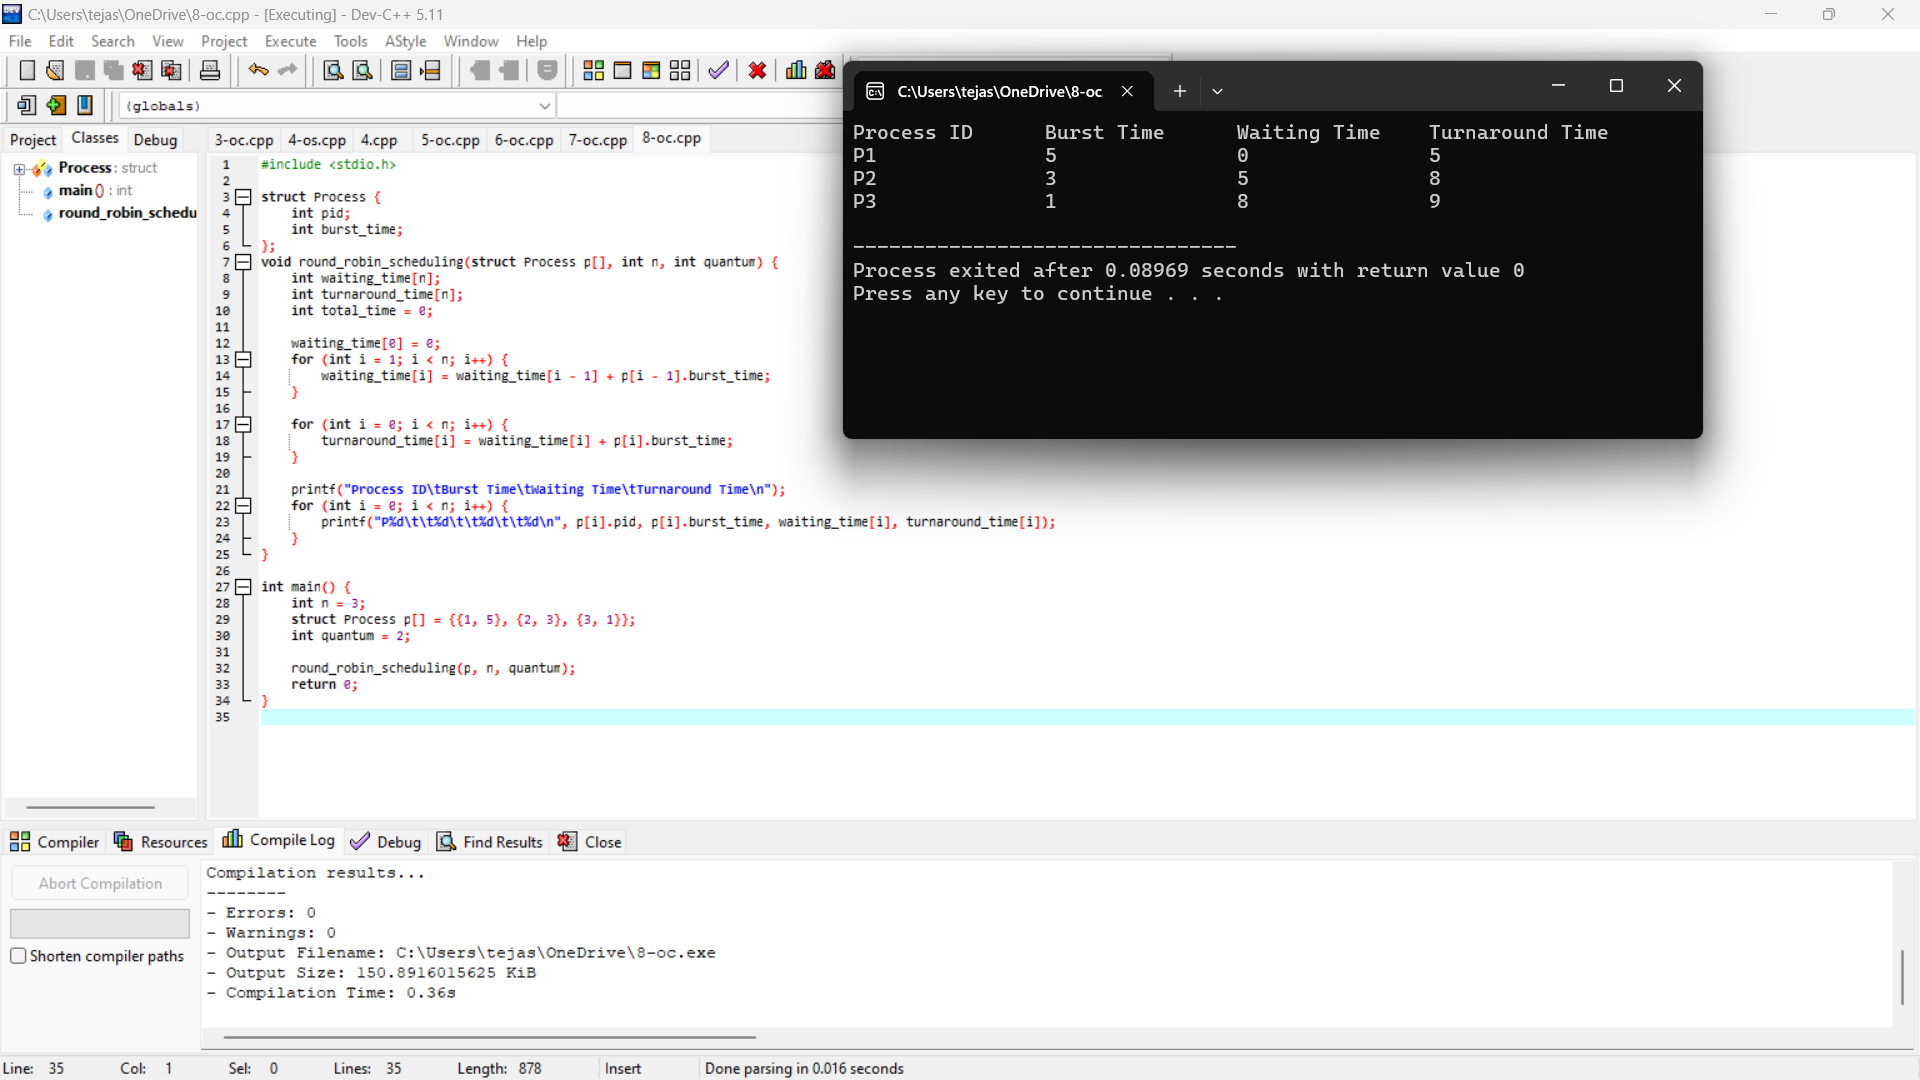 C:\Users\tejas\OneDrive\8-oc.cpp - [Executing] - Dev-C++ 5.11
File Edit Search View Project Execute Tools AStyle Window Help
(globals)
Project Classes Debug
3-oc.cpp 4-os.cpp 4.cpp 5-oc.cpp 6-oc.cpp 7-oc.cpp 8-oc.cpp
Process : struct
main () : int
round_robin_schedu
1 #include <stdio.h>
2
3 struct Process {
4 int pid;
5 int burst_time;
6 };
7 void round_robin_scheduling(struct Process p[], int n, int quantum) {
8 int waiting_time[n];
9 int turnaround_time[n];
10 int total_time = 0;
11
12 waiting_time[0] = 0;
13 for (int i = 1; i < n; i++) {
14 waiting_time[i] = waiting_time[i - 1] + p[i - 1].burst_time;
15 }
16
17 for (int i = 0; i < n; i++) {
18 turnaround_time[i] = waiting_time[i] + p[i].burst_time;
19 }
20
21 printf("Process ID\tBurst Time\tWaiting Time\tTurnaround Time\n");
22 for (int i = 0; i < n; i++) {
23 printf("P%d\t\t%d\t\t%d\t\t%d\n", p[i].pid, p[i].burst_time, waiting_time[i], turnaround_time[i]);
24 }
25 }
26
27 int main() {
28 int n = 3;
29 struct Process p[] = {{1, 5}, {2, 3}, {3, 1}};
30 int quantum = 2;
31
32 round_robin_scheduling(p, n, quantum);
33 return 0;
34 }
35
C:\Users\tejas\OneDrive\8-oc
Process ID Burst Time Waiting Time Turnaround Time
P1 5 0 5
P2 3 5 8
P3 1 8 9
--------------------------------
Process exited after 0.08969 seconds with return value 0
Press any key to continue . . .
Compiler Resources Compile Log Debug Find Results Close
Abort Compilation
Shorten compiler paths
Compilation results...
--------
- Errors: 0
- Warnings: 0
- Output Filename: C:\Users\tejas\OneDrive\8-oc.exe
- Output Size: 150.8916015625 KiB
- Compilation Time: 0.36s
Line: 35 Col: 1 Sel: 0 Lines: 35 Length: 878 Insert Done parsing in 0.016 seconds